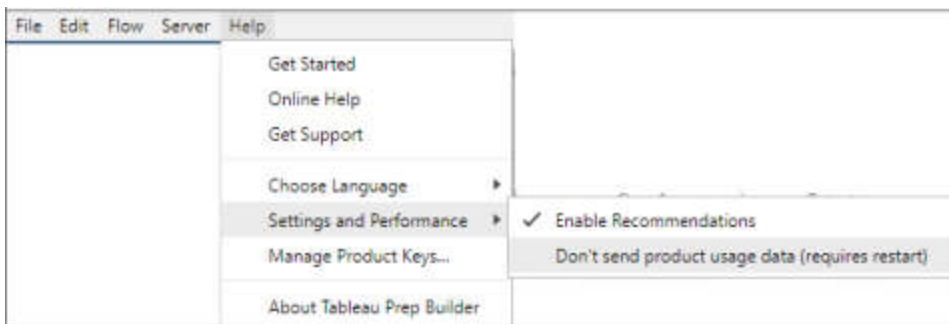 File Edit Flow Server Help
Get Started
Online Help
Get Support
Choose Language
Settings and Performance
✓ Enable Recommendations
Don't send product usage data (requires restart)
Manage Product Keys...
About Tableau Prep Builder